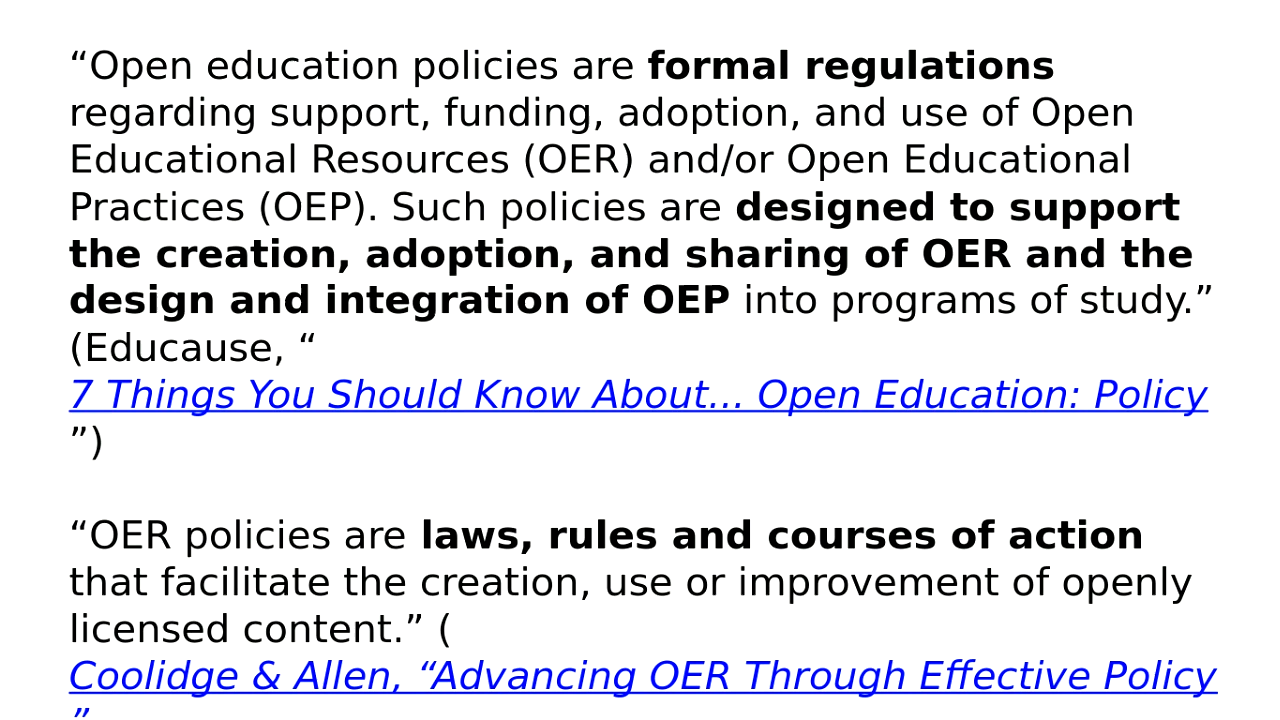 “Open education policies are formal regulations
regarding support, funding, adoption, and use of Open
Educational Resources (OER) and/or Open Educational
Practices (OEP). Such policies are designed to support
the creation, adoption, and sharing of OER and the
design and integration of OEP into programs of study.”
(Educause, “
7 Things You Should Know About... Open Education: Policy
”)
“OER policies are laws, rules and courses of action
that facilitate the creation, use or improvement of openly
licensed content.” (
Coolidge & Allen, “Advancing OER Through Effective Policy
”